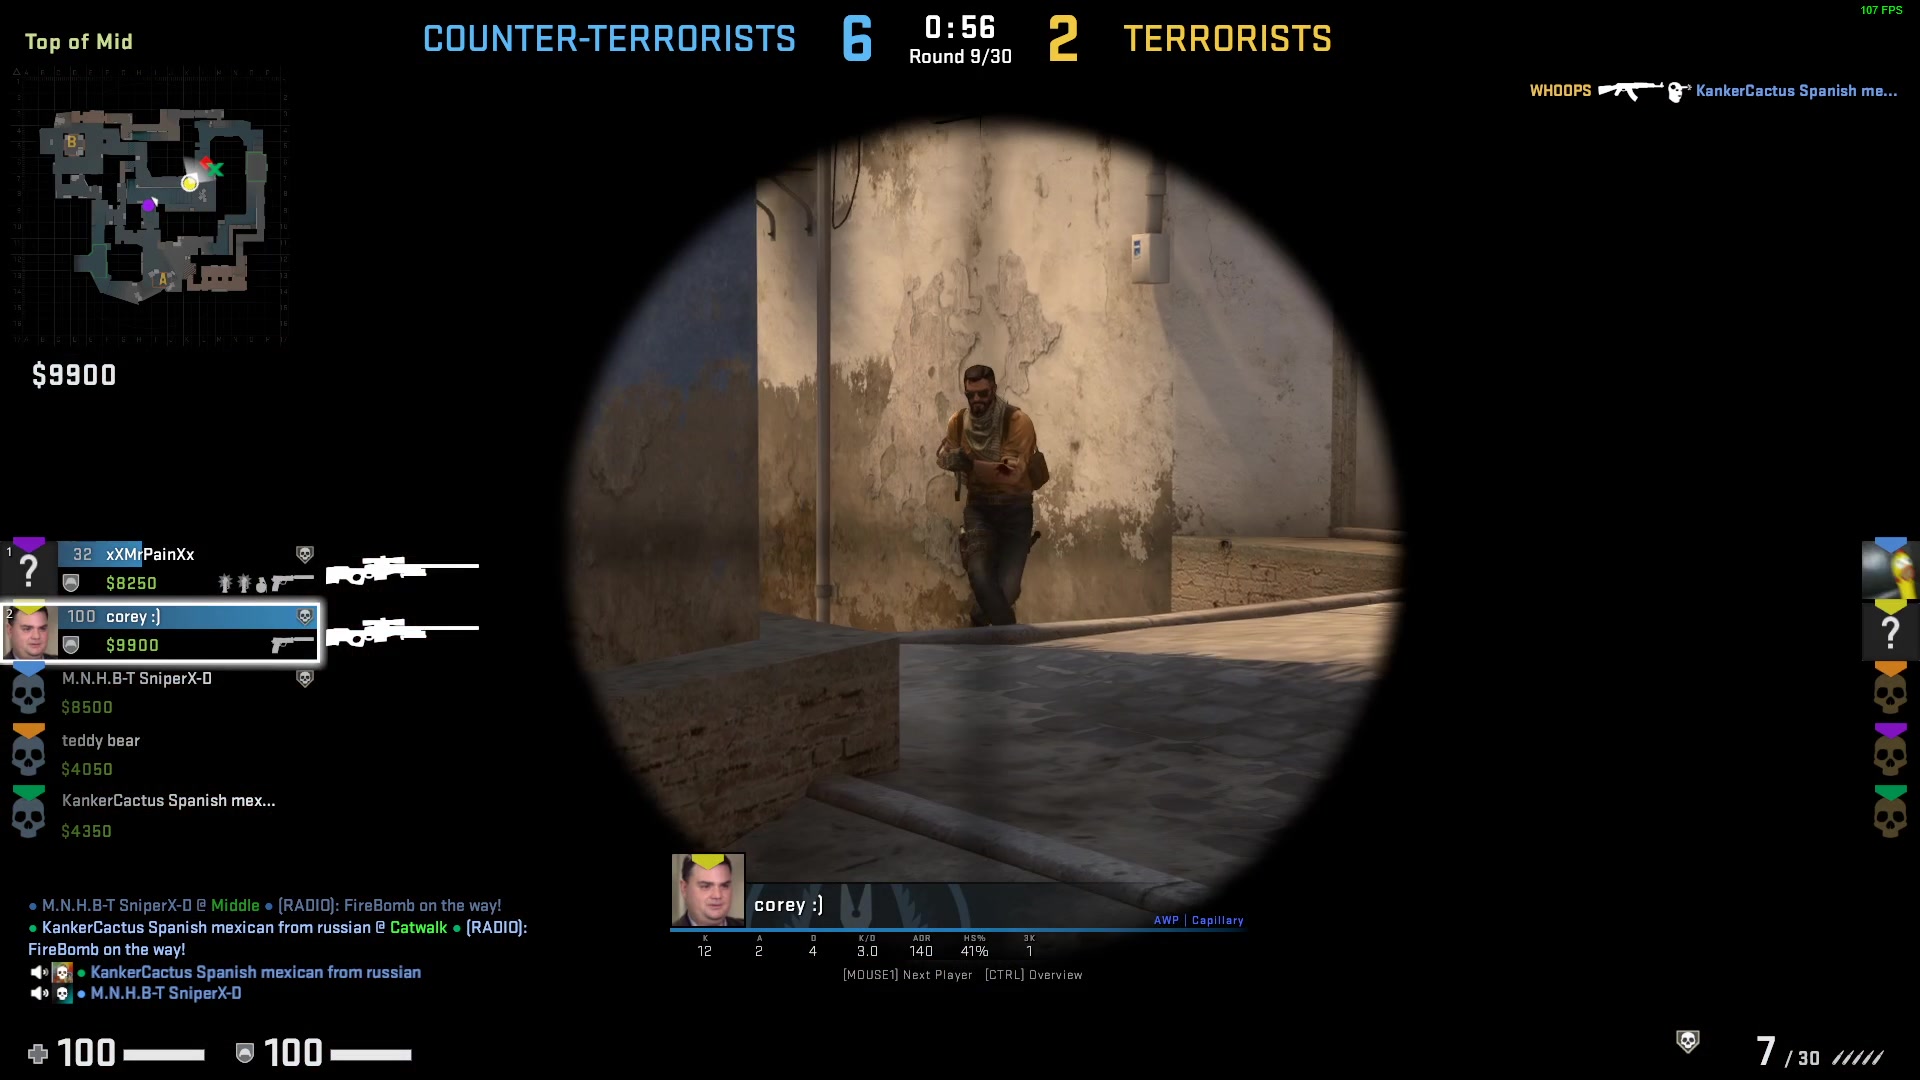 107 FPS
Top of Mid
COUNTER-TERRORISTS 6 0:56 2 TERRORISTS
Round 9/30
WHOOPS KankerCactus Spanish me...
B
A
$9900
1 ? 32 xXMrPainXx
$8250
2 100 corey :)
$9900
?
M.N.H.B-T SniperX-D
$8500
teddy bear
$4050
KankerCactus Spanish mex...
$4350
● M.N.H.B-T SniperX-D @ Middle ● (RADIO): FireBomb on the way!
● KankerCactus Spanish mexican from russian @ Catwalk ● (RADIO):
FireBomb on the way!
● KankerCactus Spanish mexican from russian
● M.N.H.B-T SniperX-D
corey :)
AWP | Capillary
K A D K/D ADR HS% 3K
12 2 4 3.0 140 41% 1
[MOUSE1] Next Player [CTRL] Overview
100 100
7 / 30